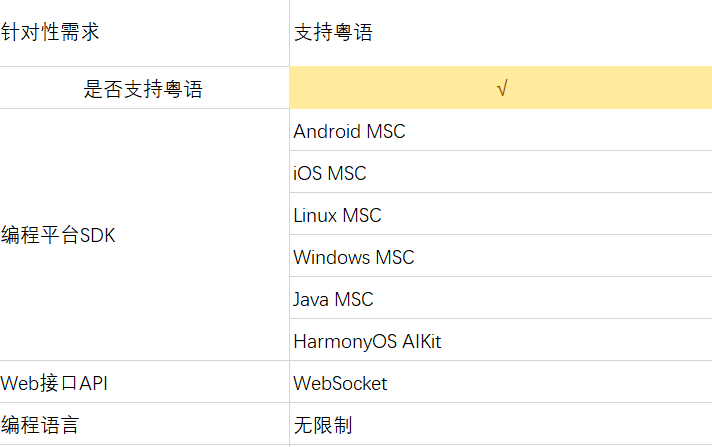 针对性需求 支持粤语
是否支持粤语 √
编程平台SDK
Android MSC
iOS MSC
Linux MSC
Windows MSC
Java MSC
HarmonyOS AIKit
Web接口API WebSocket
编程语言 无限制